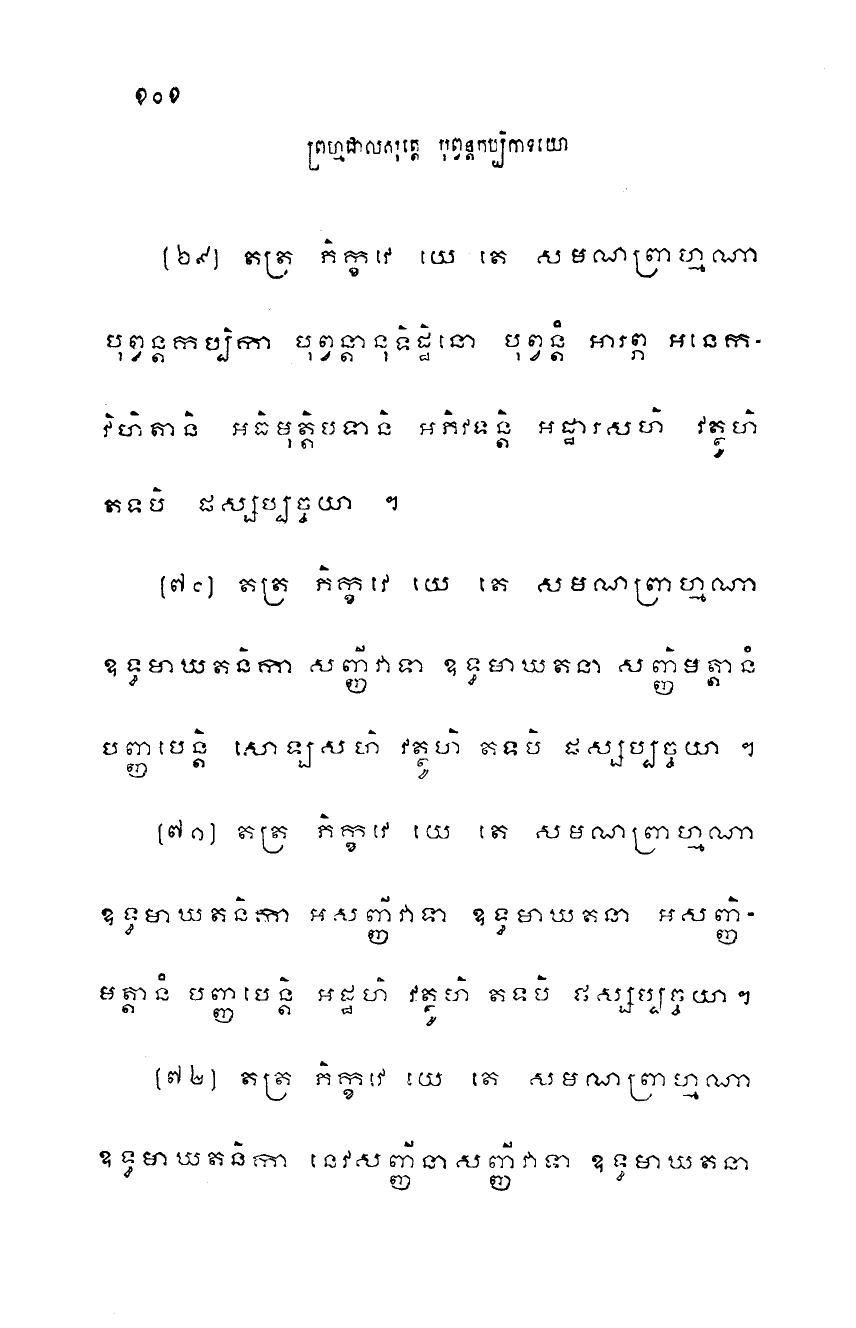 ១០១
ព្រហ្មជាលសុត្តេ បុព្វន្តកប្បិកាទយោ
(៦៩) តត្រ ភិក្ខវេ យេ តេ សមណព្រាហ្មណា
បុព្វន្តកប្បិកា បុព្វន្តានុទិដ្ឋិនោ បុព្វន្តំ អារព្ភ អនេក-
វិហិតានិ អធិមុត្តិបទានិ អភិវទន្តិ អដ្ឋារសហិ វត្ថូហិ
តទបិ ផស្សប្បច្ចយា ។
(៧០) តត្រ ភិក្ខវេ យេ តេ សមណព្រាហ្មណា
ឧទ្ធមាឃតនិកា សញ្ញីវាទា ឧទ្ធមាឃតនា សញ្ញិមត្តានំ
បញ្ញបេន្តិ សោឡសហិ វត្ថូហិ តទបិ ផស្សប្បច្ចយា ។
(៧១) តត្រ ភិក្ខវេ យេ តេ សមណព្រាហ្មណា
ឧទ្ធមាឃតនិកា អសញ្ញីវាទា ឧទ្ធមាឃតនា អសញ្ញិ-
មត្តានំ បញ្ញបេន្តិ អដ្ឋហិ វត្ថូហិ តទបិ ផស្សប្បច្ចយា ។
(៧២) តត្រ ភិក្ខវេ យេ តេ សមណព្រាហ្មណា
ឧទ្ធមាឃតនិកា នេវសញ្ញីនាសញ្ញីវាទា ឧទ្ធមាឃតនា